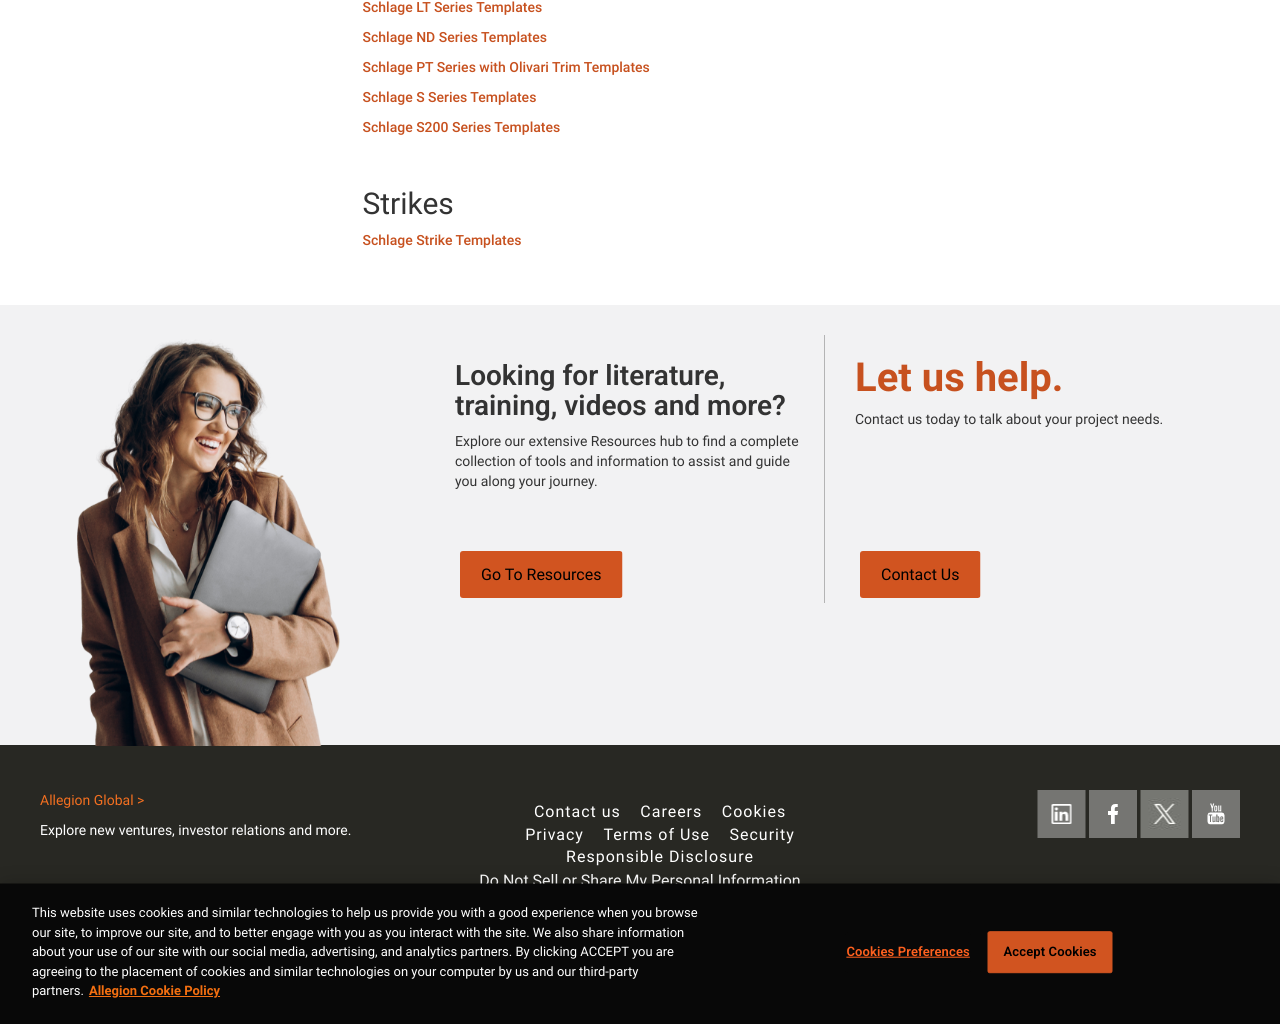 Schlage LT Series Templates
Schlage ND Series Templates
Schlage PT Series with Olivari Trim Templates
Schlage S Series Templates
Schlage S200 Series Templates
Strikes
Schlage Strike Templates
Looking for literature,
training, videos and more?
Explore our extensive Resources hub to find a complete
collection of tools and information to assist and guide
you along your journey.
Go To Resources
Let us help.
Contact us today to talk about your project needs.
Contact Us
Allegion Global >
Explore new ventures, investor relations and more.
Contact us Careers Cookies
Privacy Terms of Use Security
Responsible Disclosure
Do Not Sell or Share My Personal Information
in
f
X
You
Tube
This website uses cookies and similar technologies to help us provide you with a good experience when you browse
our site, to improve our site, and to better engage with you as you interact with the site. We also share information
about your use of our site with our social media, advertising, and analytics partners. By clicking ACCEPT you are
agreeing to the placement of cookies and similar technologies on your computer by us and our third-party
partners. Allegion Cookie Policy
Cookies Preferences
Accept Cookies